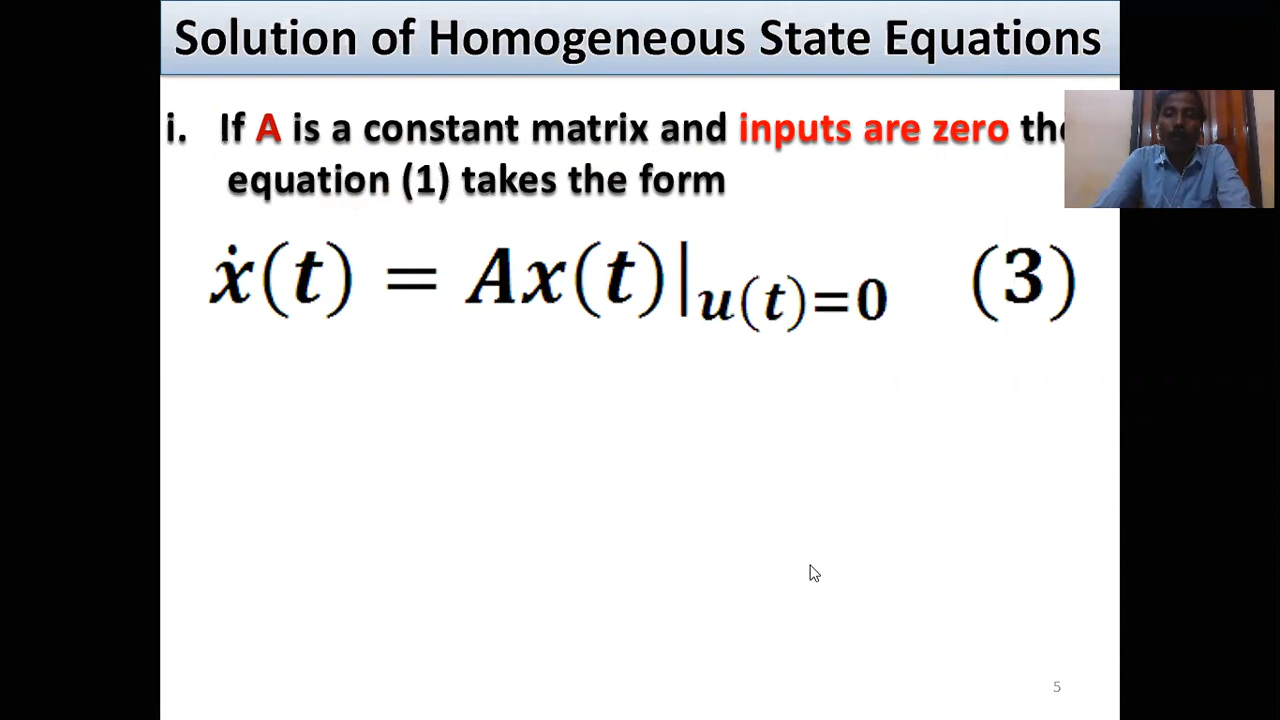 Solution of Homogeneous State Equations
i. If A is a constant matrix and inputs are zero
equation (1) takes the form
ẋ(t) = Ax(t)|u(t)=0 (3)
5